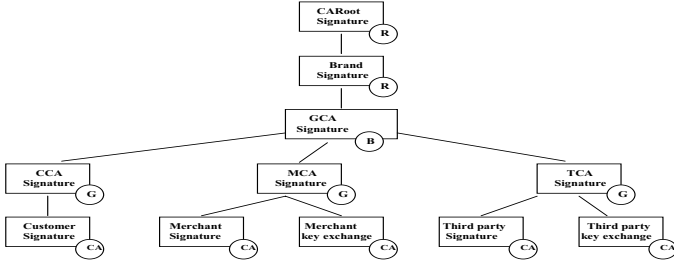 CARoot
Signature
R
Brand
Signature
R
GCA
Signature
B
CCA
Signature
G
MCA
Signature
G
TCA
Signature
G
Customer
Signature
CA
Merchant
Signature
CA
Merchant
key exchange
CA
Third party
Signature
CA
Third party
key exchange
CA